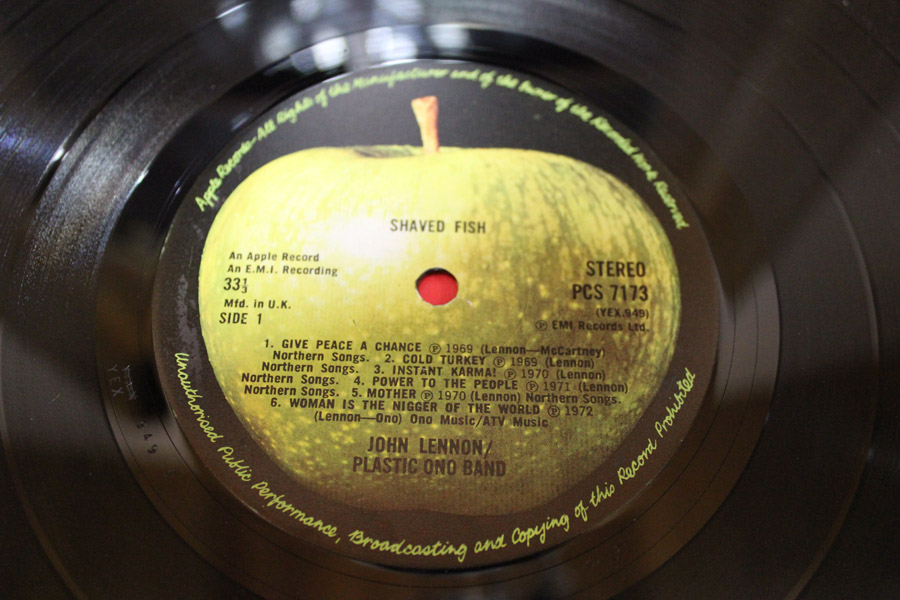 Apple Records-All Rights of the Manufacturer and of the Owner of the Recorded Work Reserved
SHAVED FISH
An Apple Record
An E.M.I. Recording
33⅓
Mfd. in U.K.
SIDE 1
STEREO
PCS 7173
(YEX.949)
Ⓟ EMI Records Ltd.
1. GIVE PEACE A CHANCE Ⓟ 1969 (Lennon—McCartney)
Northern Songs. 2. COLD TURKEY Ⓟ 1969 (Lennon)
Northern Songs. 3. INSTANT KARMA! Ⓟ 1970 (Lennon)
Northern Songs. 4. POWER TO THE PEOPLE Ⓟ 1971 (Lennon)
Northern Songs. 5. MOTHER Ⓟ 1970 (Lennon) Northern Songs.
6. WOMAN IS THE NIGGER OF THE WORLD Ⓟ 1972
(Lennon—Ono) Ono Music/ATV Music
JOHN LENNON/
PLASTIC ONO BAND
Unauthorised Public Performance, Broadcasting and Copying of this Record Prohibited
YEX